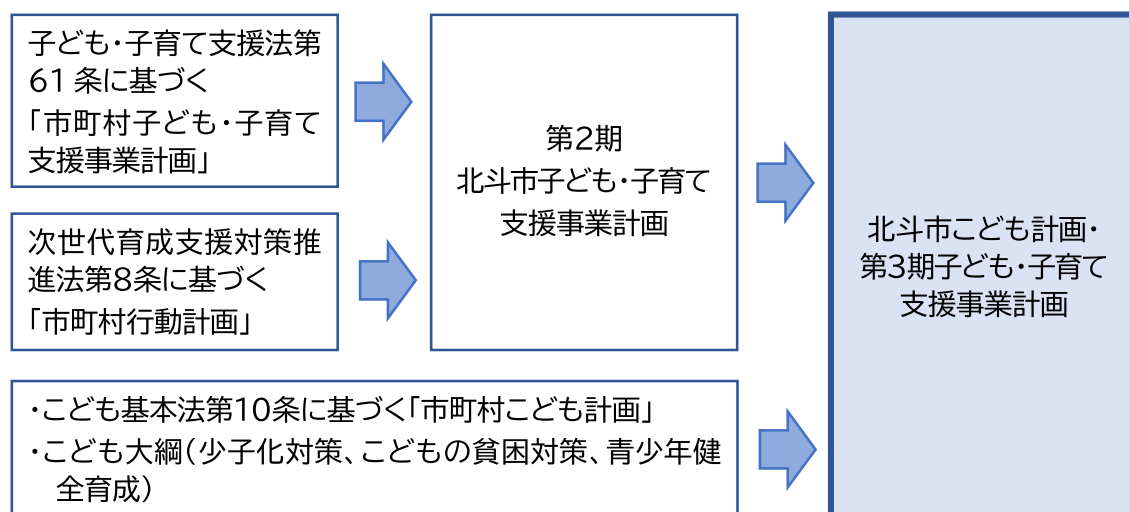 子ども・子育て支援法第
61 条に基づく
「市町村子ども・子育て
支援事業計画」
次世代育成支援対策推
進法第8条に基づく
「市町村行動計画」
第2期
北斗市子ども・子育て
支援事業計画
・こども基本法第10条に基づく「市町村こども計画」
・こども大綱(少子化対策、こどもの貧困対策、青少年健
全育成)
北斗市こども計画・
第3期子ども・子育て
支援事業計画